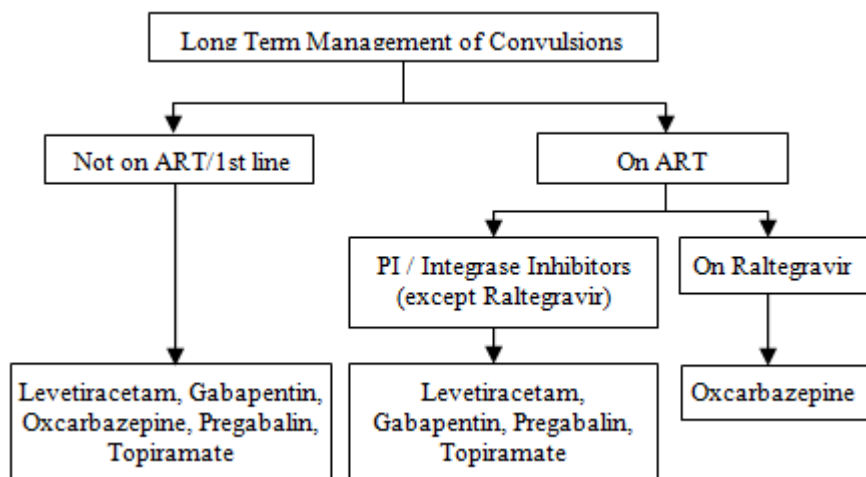 Long Term Management of Convulsions
Not on ART/1st line
On ART
PI / Integrase Inhibitors
(except Raltegravir)
On Raltegravir
Levetiracetam, Gabapentin,
Oxcarbazepine, Pregabalin,
Topiramate
Levetiracetam,
Gabapentin, Pregabalin,
Topiramate
Oxcarbazepine